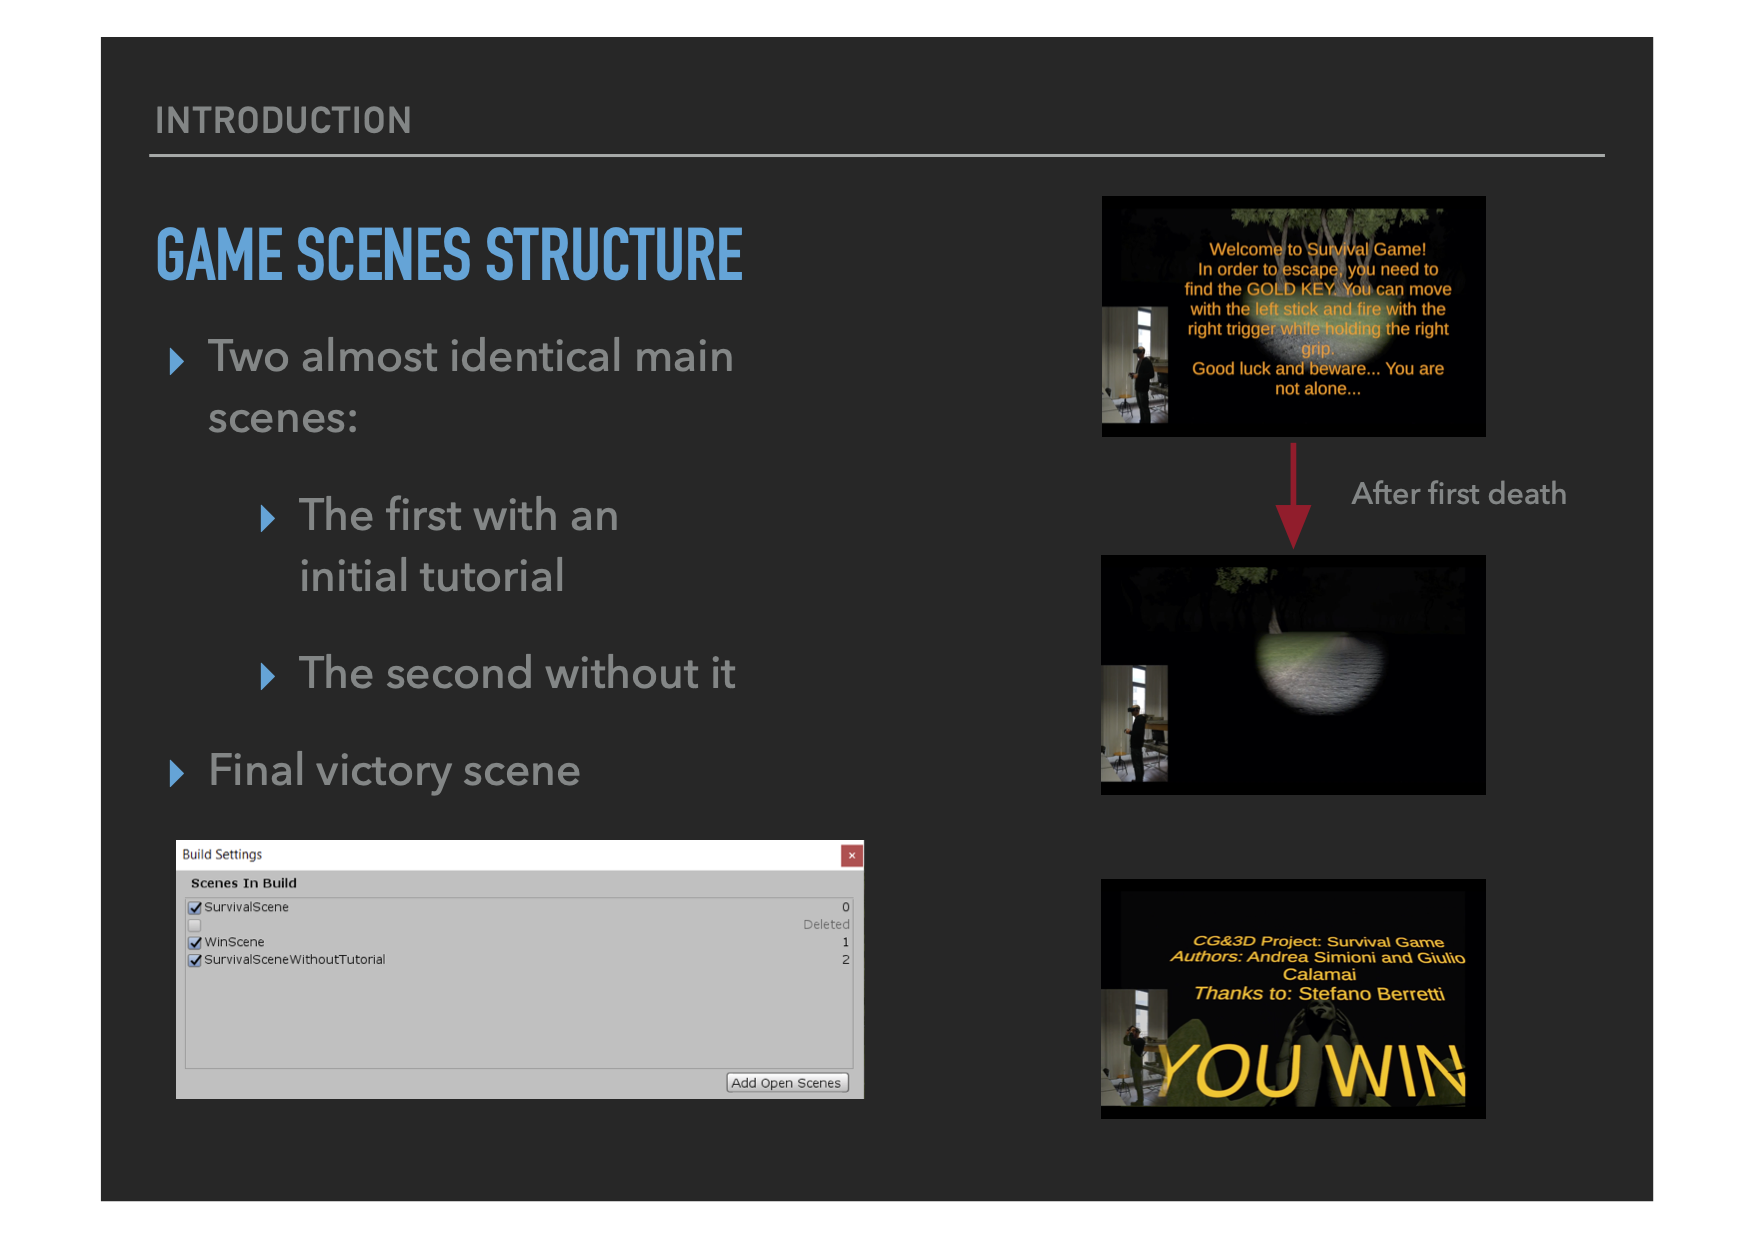 INTRODUCTION
GAME SCENES STRUCTURE
Two almost identical main
scenes:
The first with an
initial tutorial
The second without it
Final victory scene
Build Settings
Scenes In Build
SurvivalScene 0
Deleted
WinScene 1
SurvivalSceneWithoutTutorial 2
Add Open Scenes
Welcome to Survival Game!
In order to escape, you need to
find the GOLD KEY. You can move
with the left stick and fire with the
right trigger while holding the right
grip.
Good luck and beware... You are
not alone...
After first death
CG&3D Project: Survival Game
Authors: Andrea Simioni and Giulio
Calamai
Thanks to: Stefano Berretti
YOU WIN